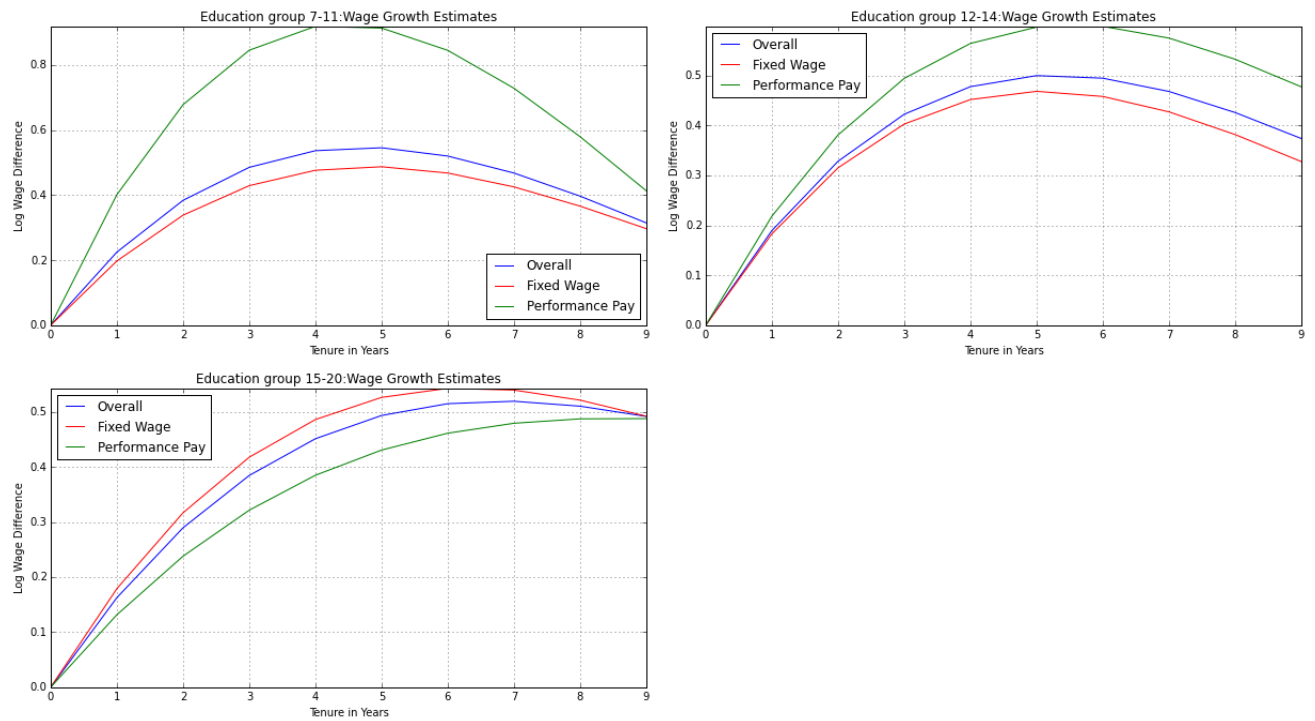 Education group 7-11:Wage Growth Estimates
Log Wage Difference
0.8
0.6
0.4
0.2
0.0
Overall
Fixed Wage
Performance Pay
0 1 2 3 4 5 6 7 8 9
Tenure in Years
Education group 12-14:Wage Growth Estimates
Log Wage Difference
Overall
Fixed Wage
Performance Pay
0.5
0.4
0.3
0.2
0.1
0.0
0 1 2 3 4 5 6 7 8 9
Tenure in Years
Education group 15-20:Wage Growth Estimates
Log Wage Difference
Overall
Fixed Wage
Performance Pay
0.5
0.4
0.3
0.2
0.1
0.0
0 1 2 3 4 5 6 7 8 9
Tenure in Years